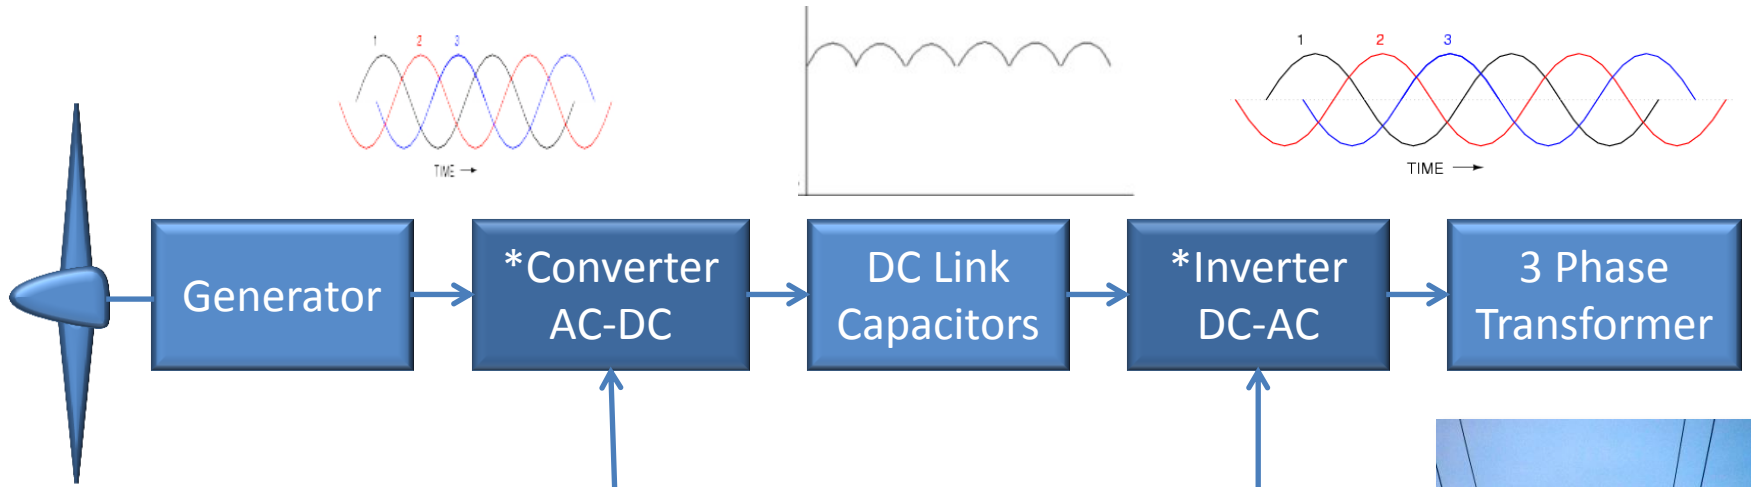 1 2 3
TIME
1 2 3
TIME
Generator
*Converter
AC-DC
DC Link
Capacitors
*Inverter
DC-AC
3 Phase
Transformer